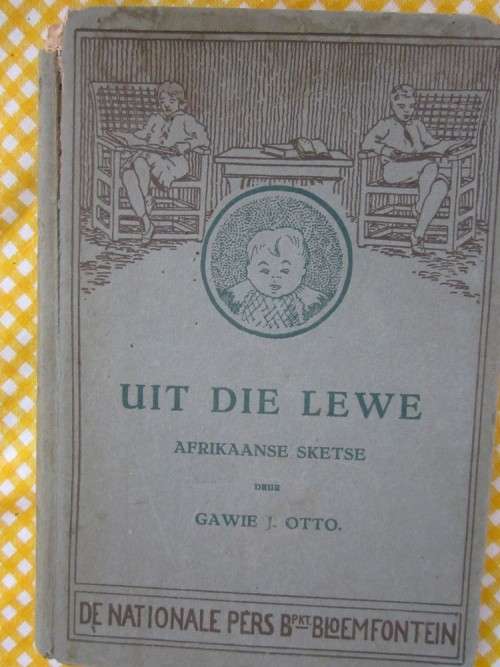 UIT DIE LEWE
AFRIKAANSE SKETSE
DEUR
GAWIE J. OTTO.
DE NATIONALE PERS BPKT. BLOEMFONTEIN